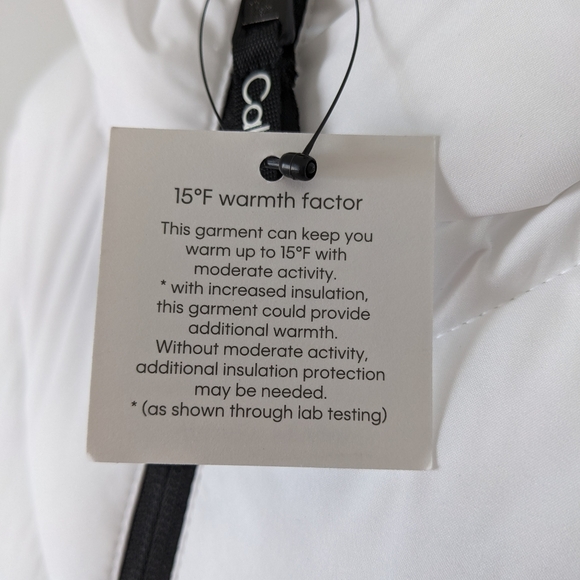 Cal
15°F warmth factor
This garment can keep you
warm up to 15°F with
moderate activity.
* with increased insulation,
this garment could provide
additional warmth.
Without moderate activity,
additional insulation protection
may be needed.
* (as shown through lab testing)